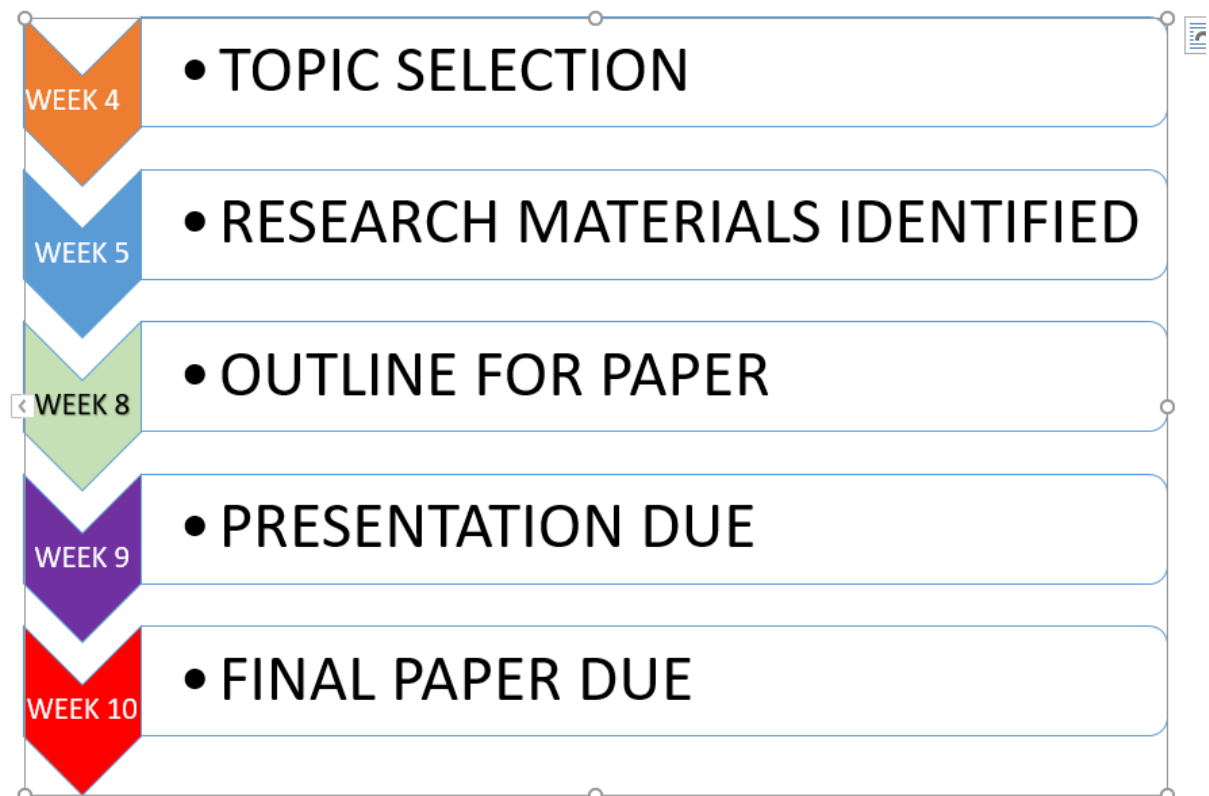 WEEK 4
• TOPIC SELECTION
WEEK 5
• RESEARCH MATERIALS IDENTIFIED
WEEK 8
• OUTLINE FOR PAPER
WEEK 9
• PRESENTATION DUE
WEEK 10
• FINAL PAPER DUE